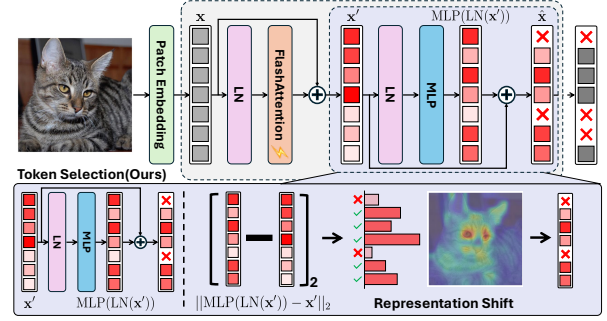 x
x′
MLP(LN(x′))
x̂
Patch Embedding
LN
FlashAttention
LN
MLP
Token Selection(Ours)
LN
MLP
2
x′
MLP(LN(x′))
||MLP(LN(x′)) − x′||₂
Representation Shift